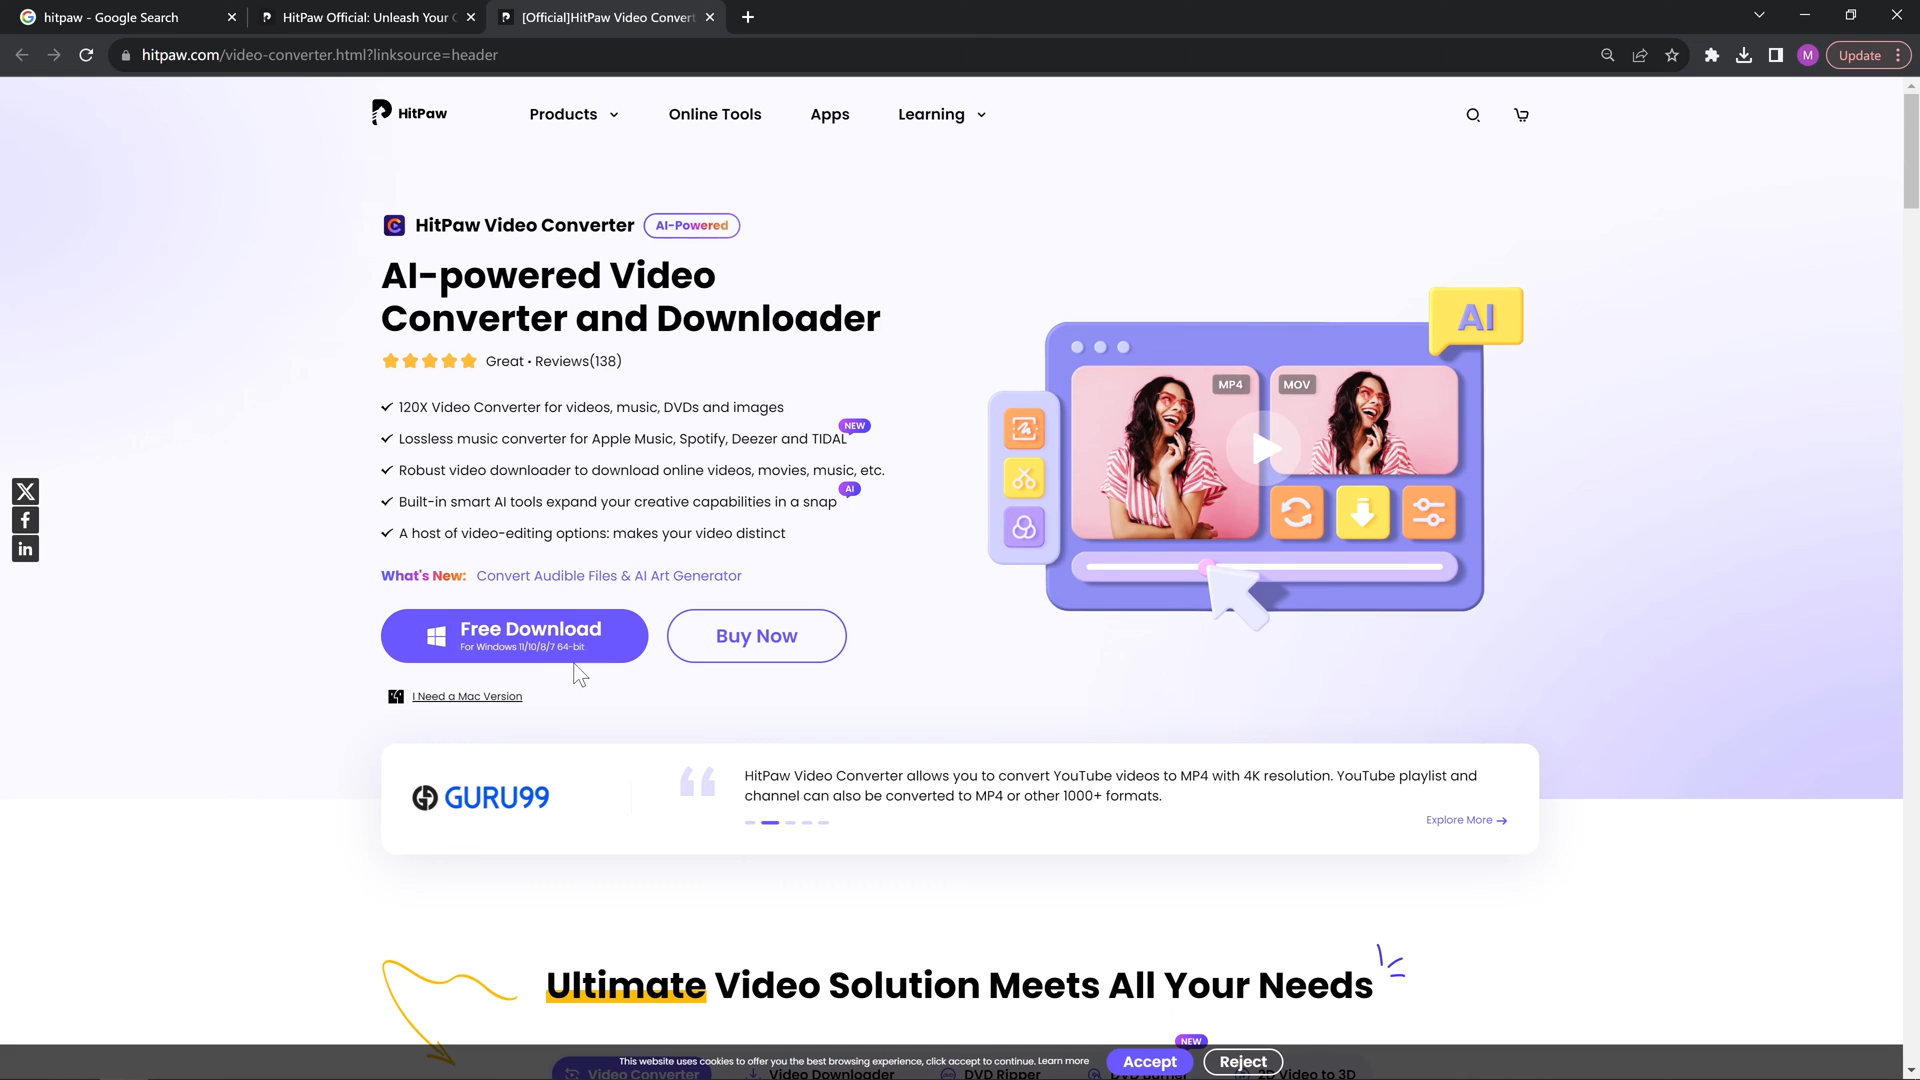 hitpaw - Google Search
HitPaw Official: Unleash Your C
[Official]HitPaw Video Convert
hitpaw.com/video-converter.html?linksource=header
M
Update
HitPaw
Products
Online Tools
Apps
Learning
HitPaw Video Converter
AI-Powered
AI-powered Video
Converter and Downloader
Great • Reviews(138)
120X Video Converter for videos, music, DVDs and images
NEW
Lossless music converter for Apple Music, Spotify, Deezer and TIDAL
Robust video downloader to download online videos, movies, music, etc.
AI
Built-in smart AI tools expand your creative capabilities in a snap
A host of video-editing options: makes your video distinct
What's New: Convert Audible Files & AI Art Generator
Free Download
For Windows 11/10/8/7 64-bit
Buy Now
I Need a Mac Version
AI
MP4
MOV
GURU99
HitPaw Video Converter allows you to convert YouTube videos to MP4 with 4K resolution. YouTube playlist and
channel can also be converted to MP4 or other 1000+ formats.
Explore More →
Ultimate Video Solution Meets All Your Needs
NEW
This website uses cookies to offer you the best browsing experience, click accept to continue. Learn more
Accept
Reject
Video Converter
Video Downloader
DVD Ripper
DVD Burner
2D Video to 3D